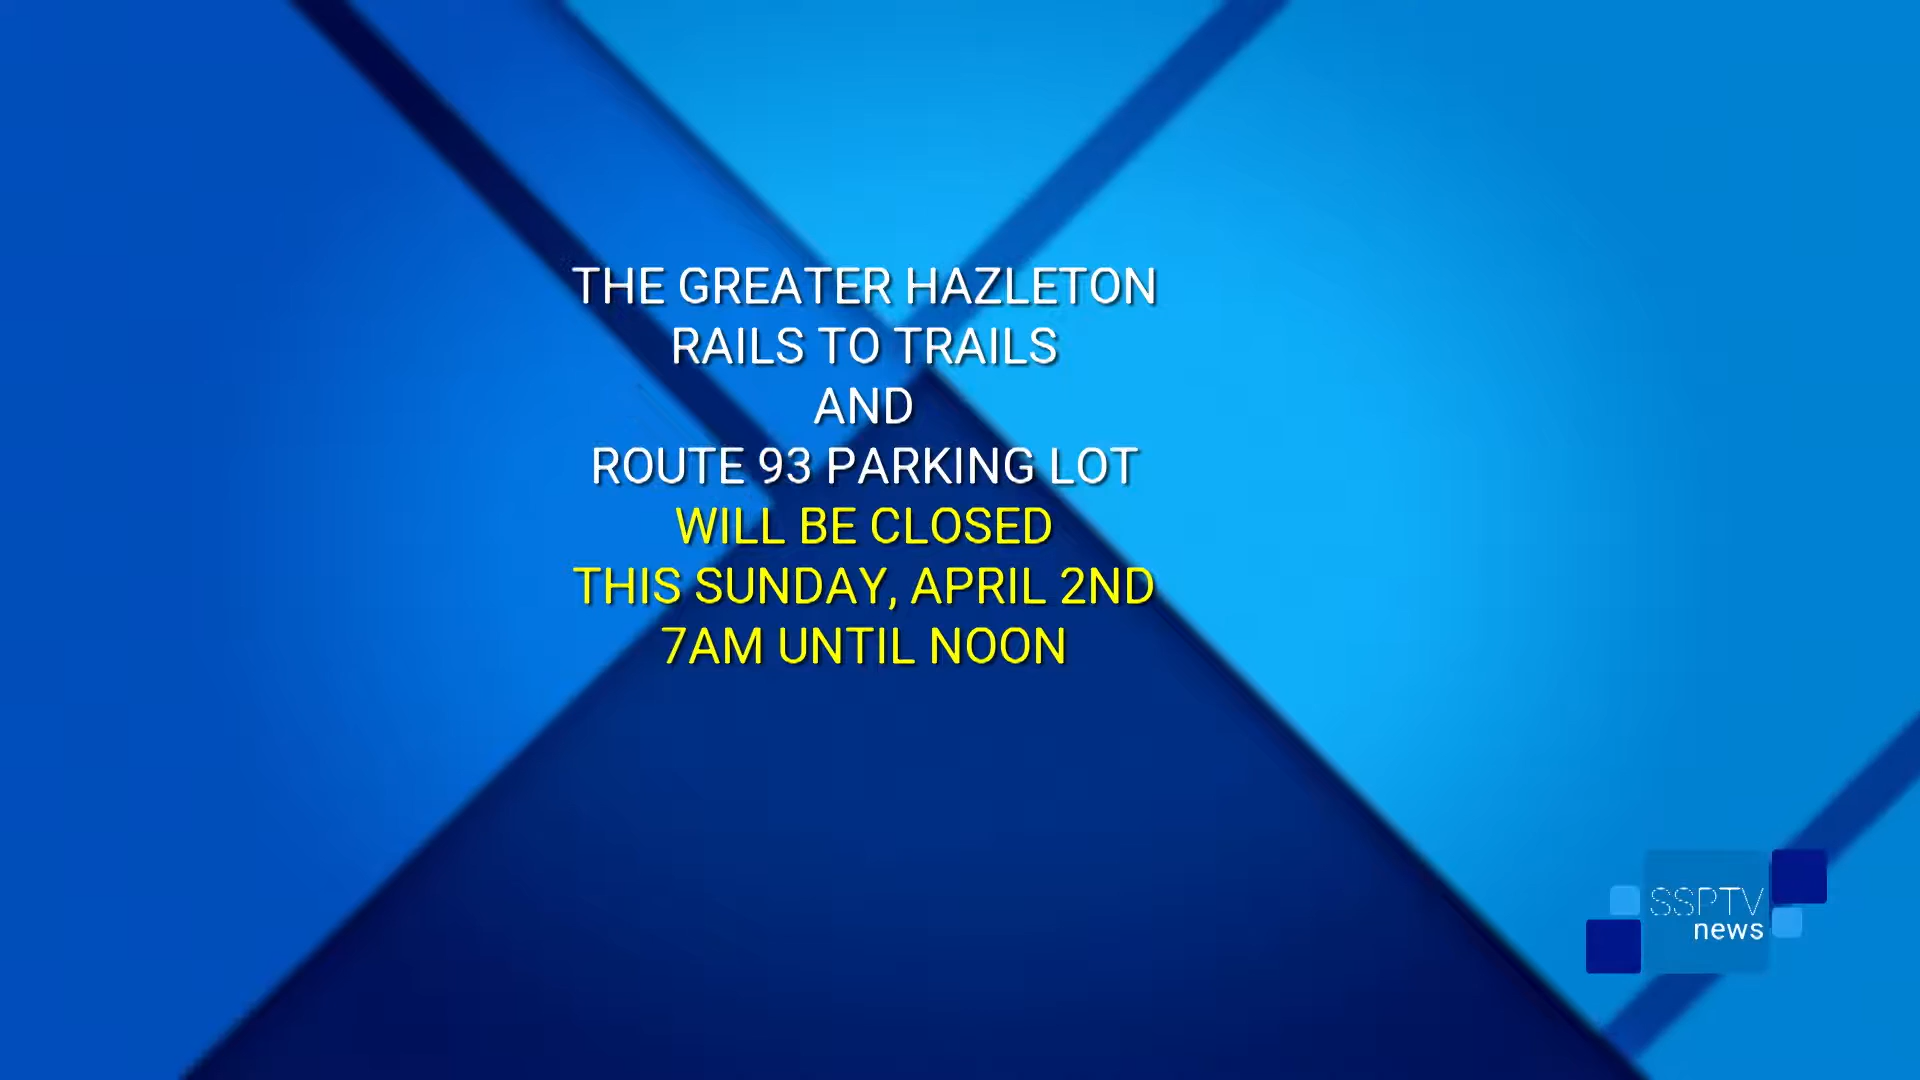 THE GREATER HAZLETON
RAILS TO TRAILS
AND
ROUTE 93 PARKING LOT
WILL BE CLOSED
THIS SUNDAY, APRIL 2ND
7AM UNTIL NOON
SSPTV
news